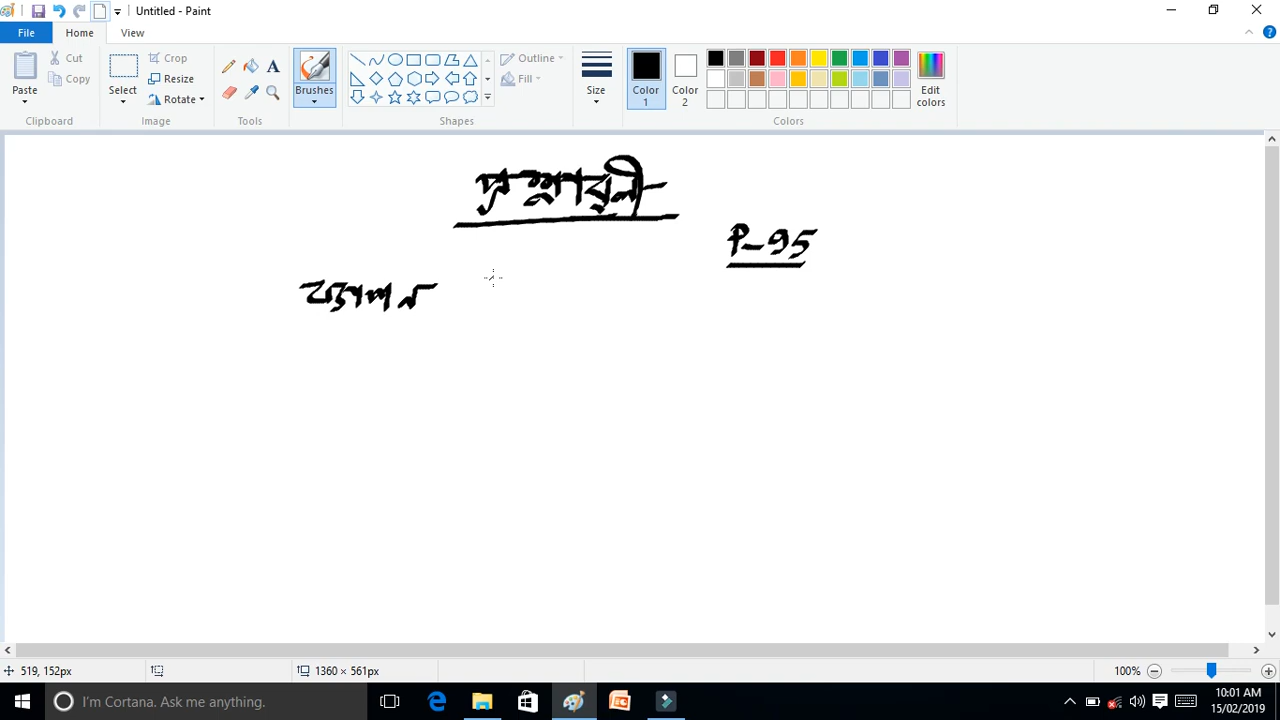 Untitled - Paint
File Home View
Paste Cut Copy Select Crop Resize Rotate A Brushes Outline Fill Size Color 1 Color 2 Edit colors
Clipboard Image Tools Shapes Colors
প্রশ্নাবলী
P-95
519, 152px 1360 × 561px 100%
I'm Cortana. Ask me anything. 10:01 AM
15/02/2019